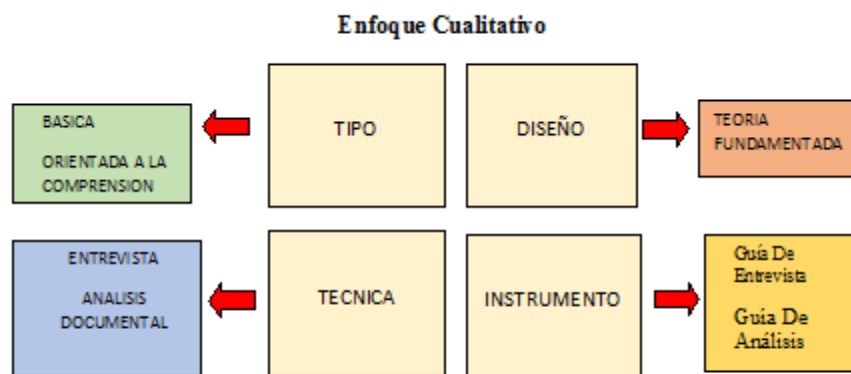 Enfoque Cualitativo
BASICA
ORIENTADA A LA
COMPRENSION
TIPO
DISEÑO
TEORIA
FUNDAMENTADA
ENTREVISTA
ANALISIS
DOCUMENTAL
TECNICA
INSTRUMENTO
Guía De
Entrevista
Guía De
Análisis